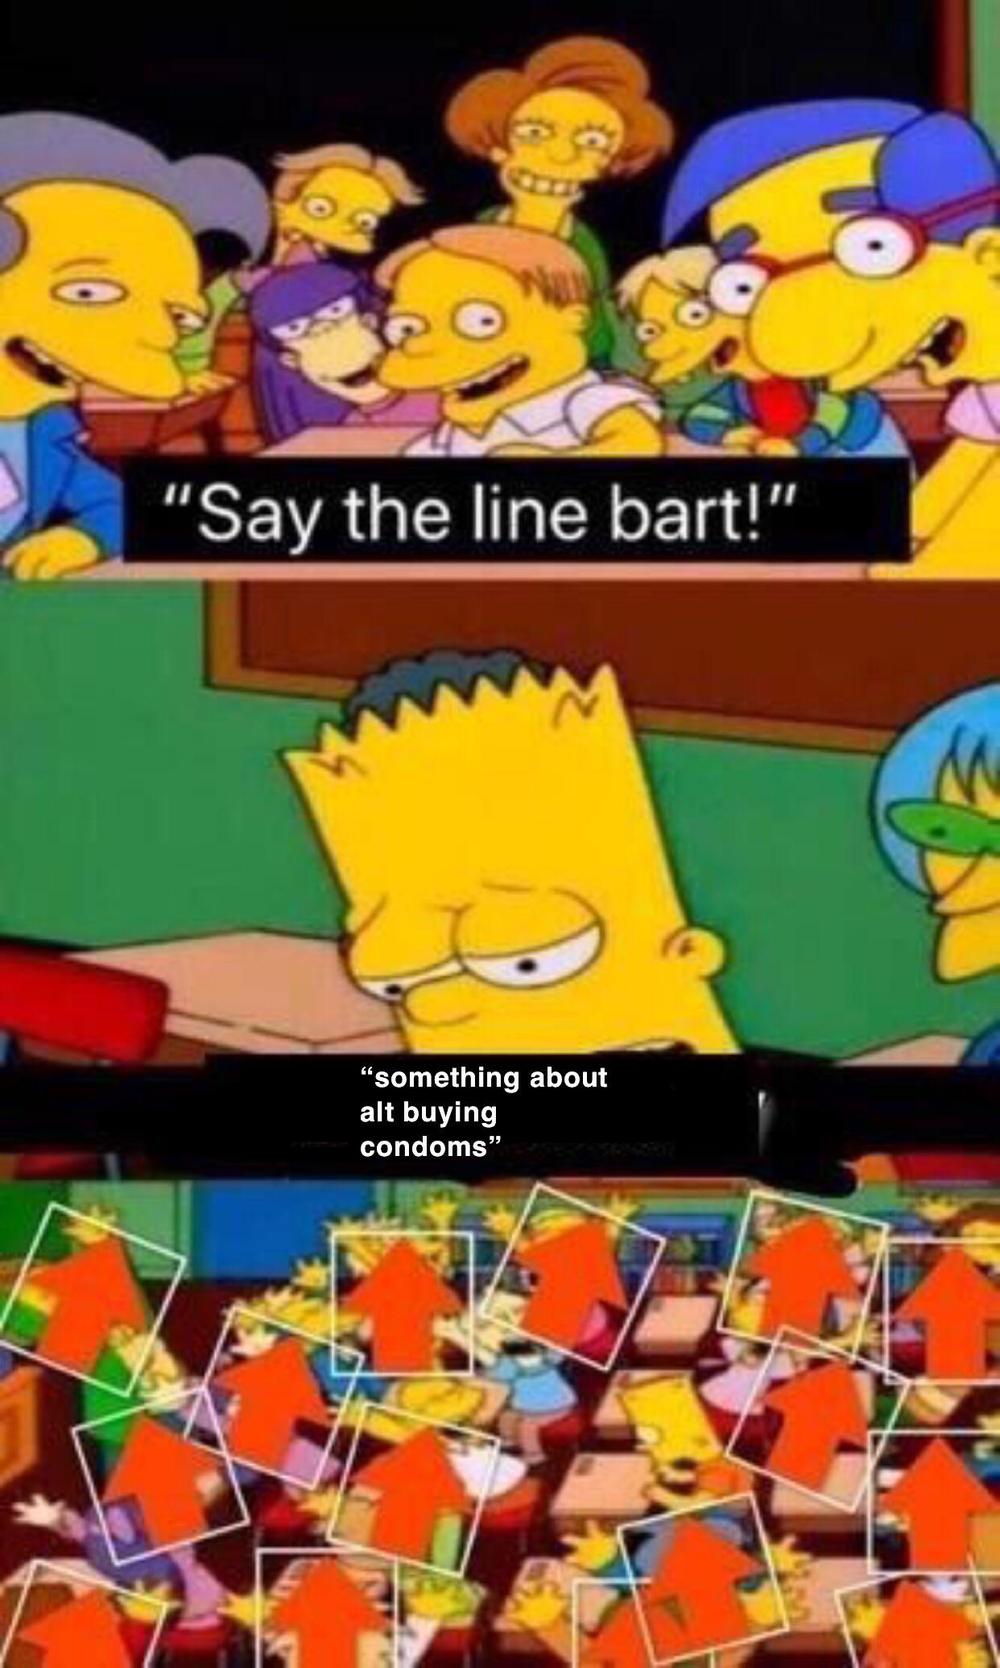 “Say the line bart!”
“something about
alt buying
condoms”